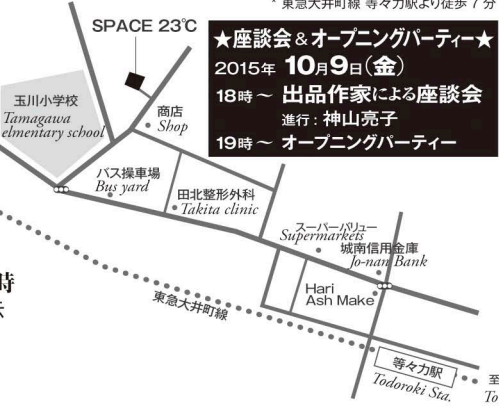 * 東急大井町線 等々力駅より徒歩 7 分
SPACE 23℃
★座談会&オープニングパーティー★
2015年 10月9日(金)
18時~ 出品作家による座談会
進行:神山亮子
19時~ オープニングパーティー
玉川小学校
Tamagawa
elmentary school
商店
Shop
バス操車場
Bus yard
田北整形外科
Takita clinic
スーパーバリュー
Supermarkets
城南信用金庫
Jo-nan Bank
Hari
Ash Make
時
東急大井町線
等々力駅
Todoroki Sta.
至
To